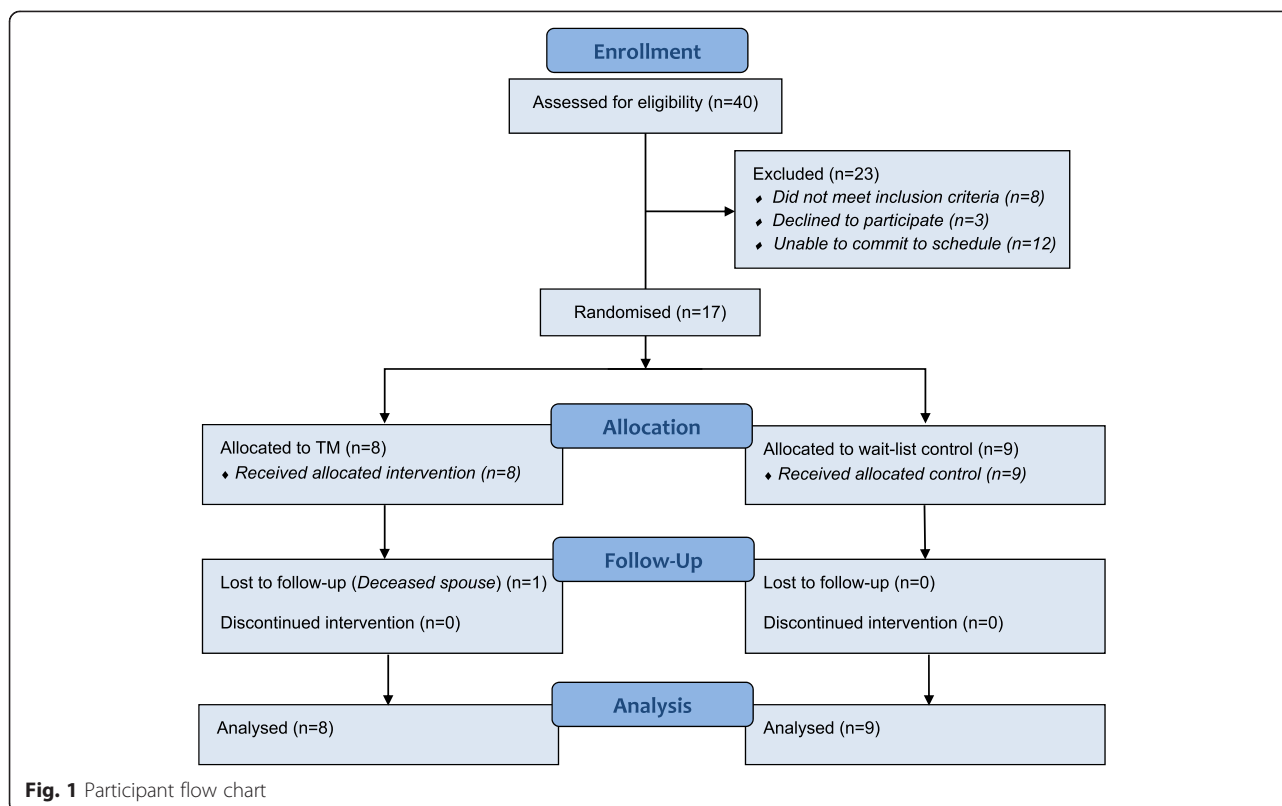 Enrollment
Assessed for eligibility (n=40)
Excluded (n=23)
♦ Did not meet inclusion criteria (n=8)
♦ Declined to participate (n=3)
♦ Unable to commit to schedule (n=12)
Randomised (n=17)
Allocation
Allocated to TM (n=8)
♦ Received allocated intervention (n=8)
Allocated to wait-list control (n=9)
♦ Received allocated control (n=9)
Follow-Up
Lost to follow-up (Deceased spouse) (n=1)
Discontinued intervention (n=0)
Lost to follow-up (n=0)
Discontinued intervention (n=0)
Analysis
Analysed (n=8)
Analysed (n=9)
Fig. 1 Participant flow chart